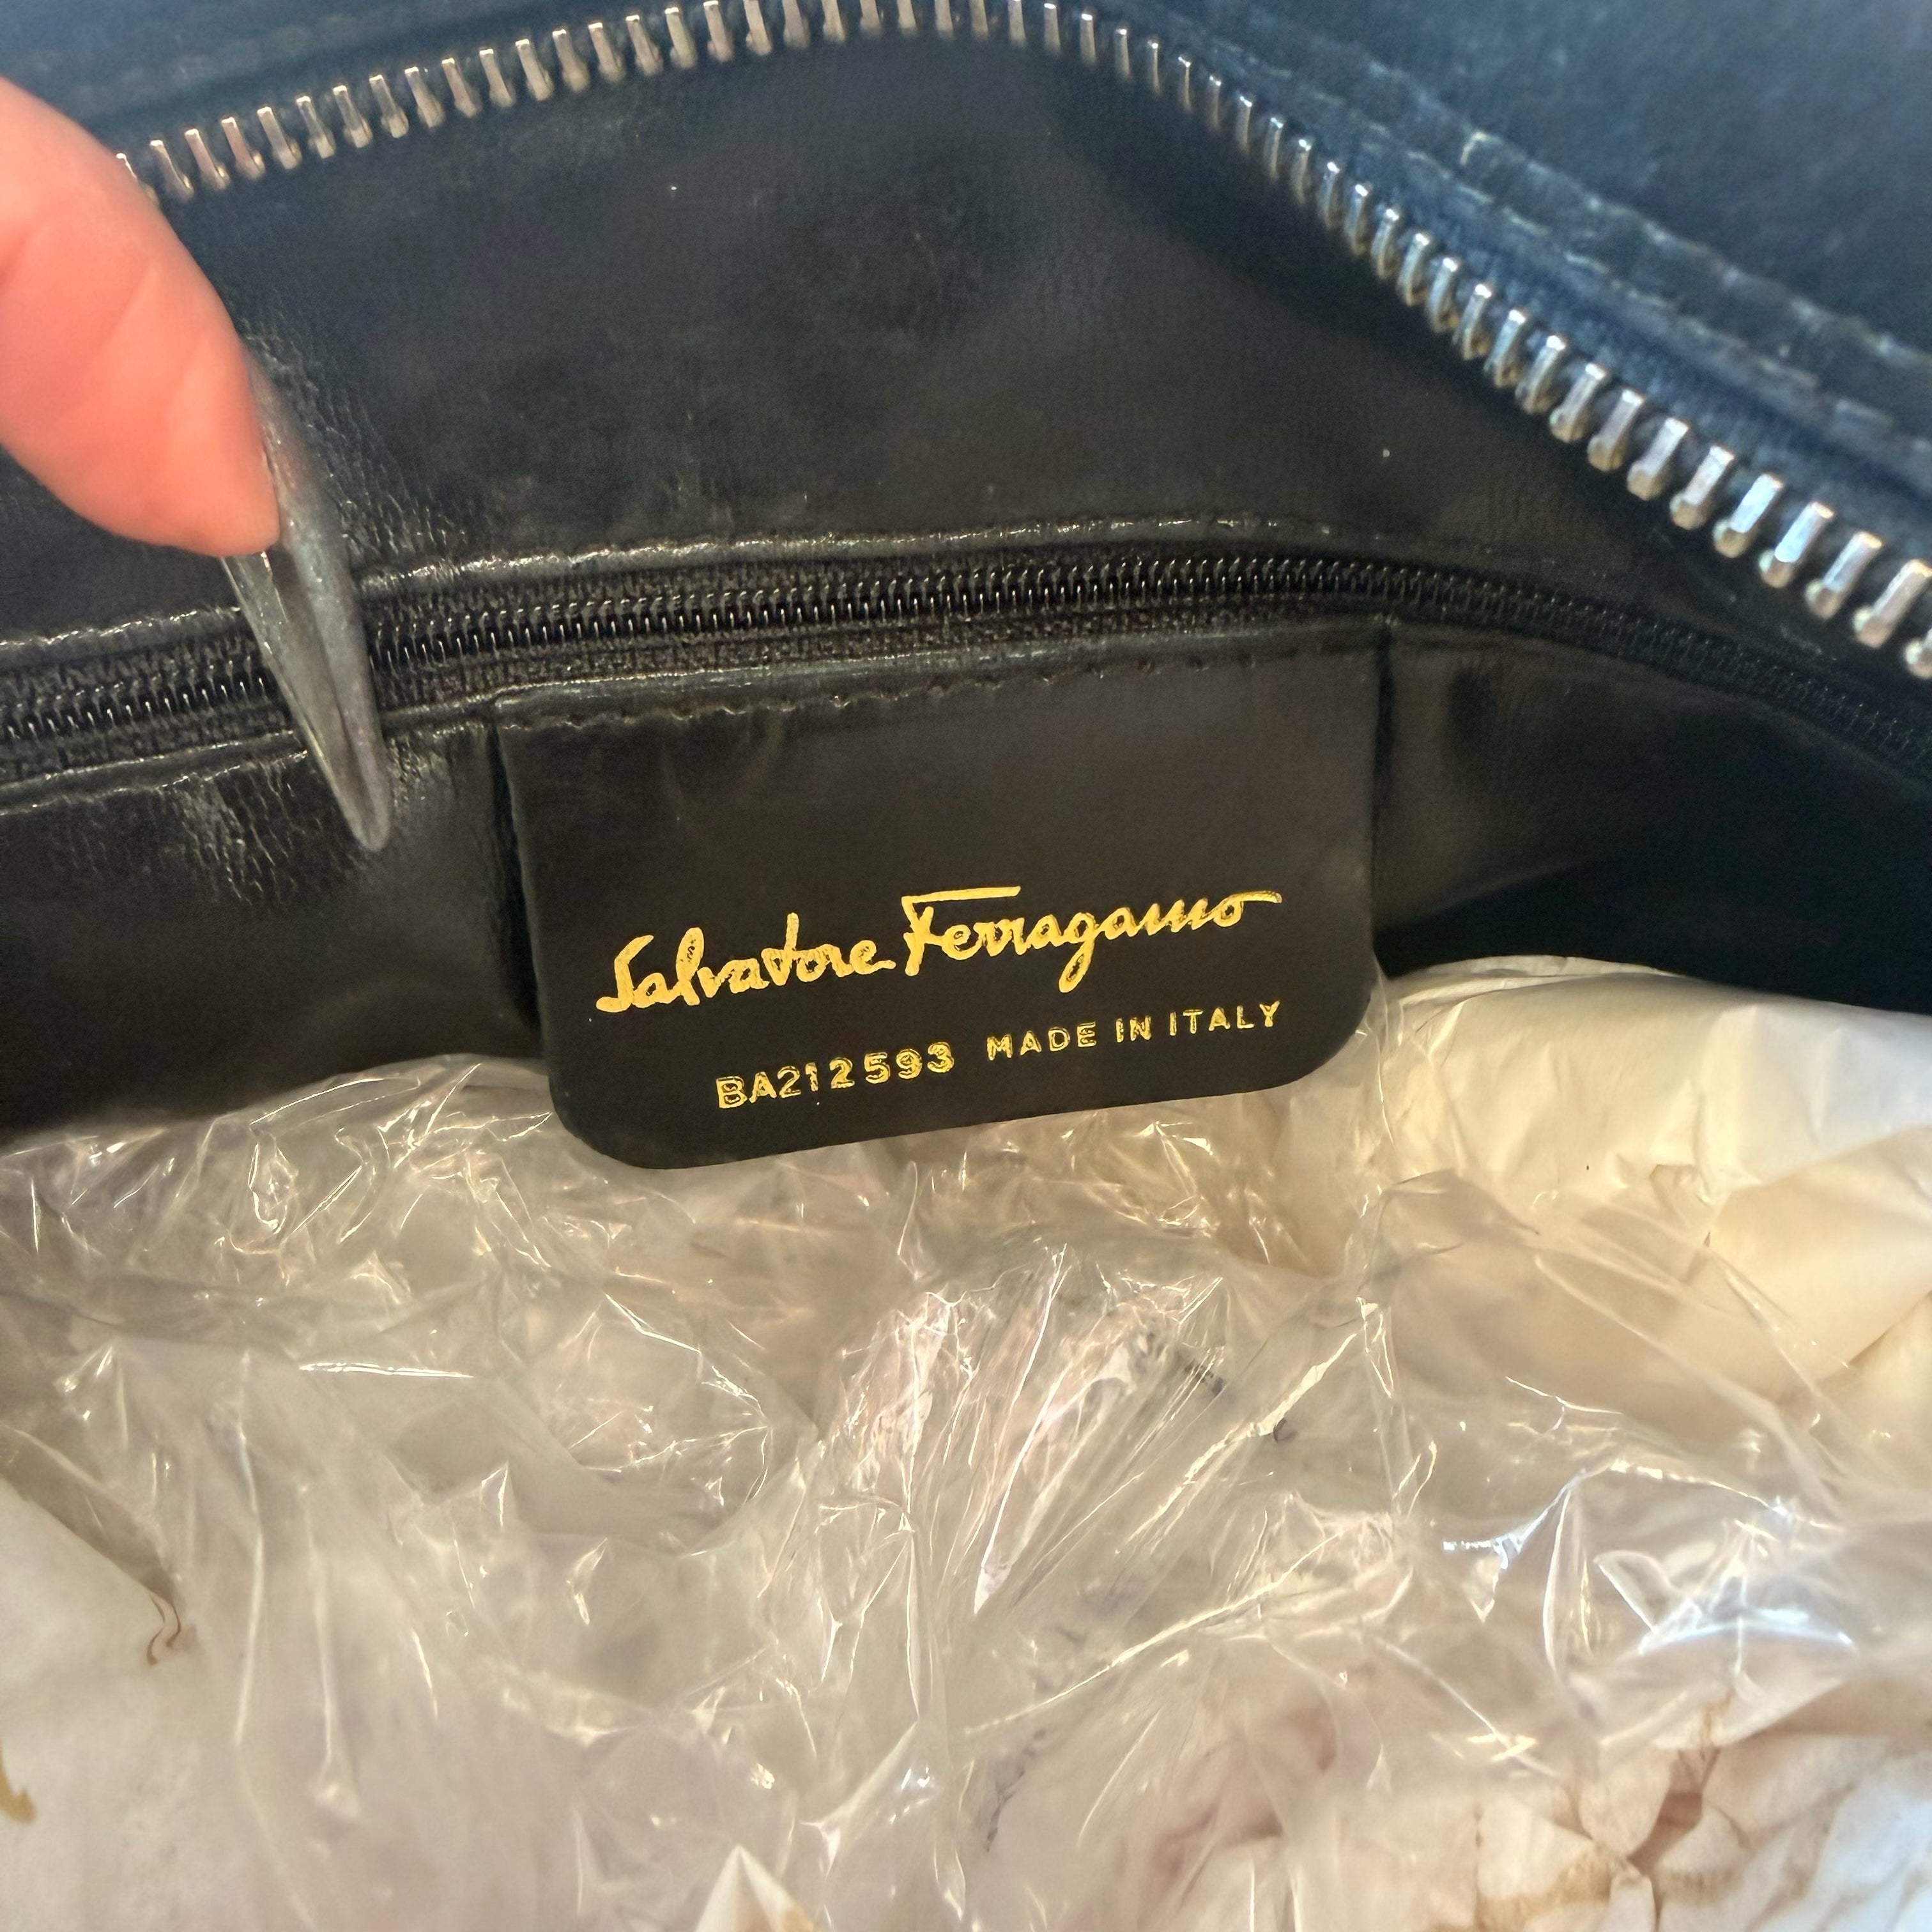 Salvatore Ferragamo
BA212593 MADE IN ITALY